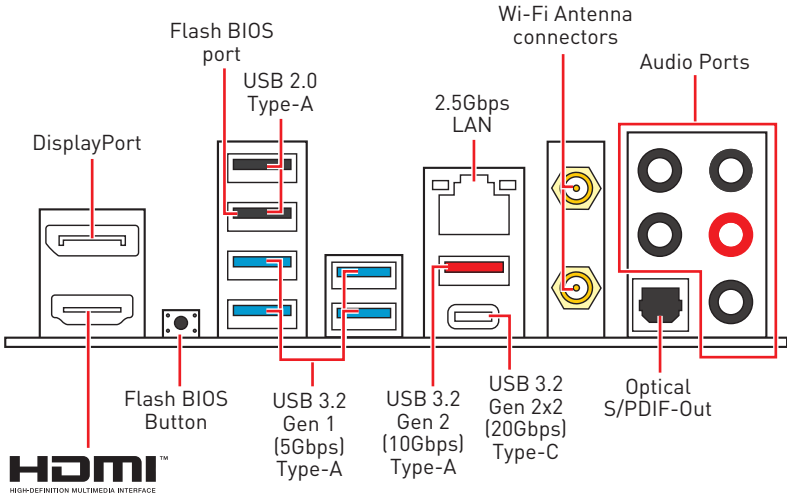 Flash BIOS
port
USB 2.0
Type-A
Wi-Fi Antenna
connectors
Audio Ports
2.5Gbps
LAN
DisplayPort
Flash BIOS
Button
USB 3.2
Gen 1
(5Gbps)
Type-A
USB 3.2
Gen 2
(10Gbps)
Type-A
USB 3.2
Gen 2x2
(20Gbps)
Type-C
Optical
S/PDIF-Out
HDMI™
HIGH-DEFINITION MULTIMEDIA INTERFACE